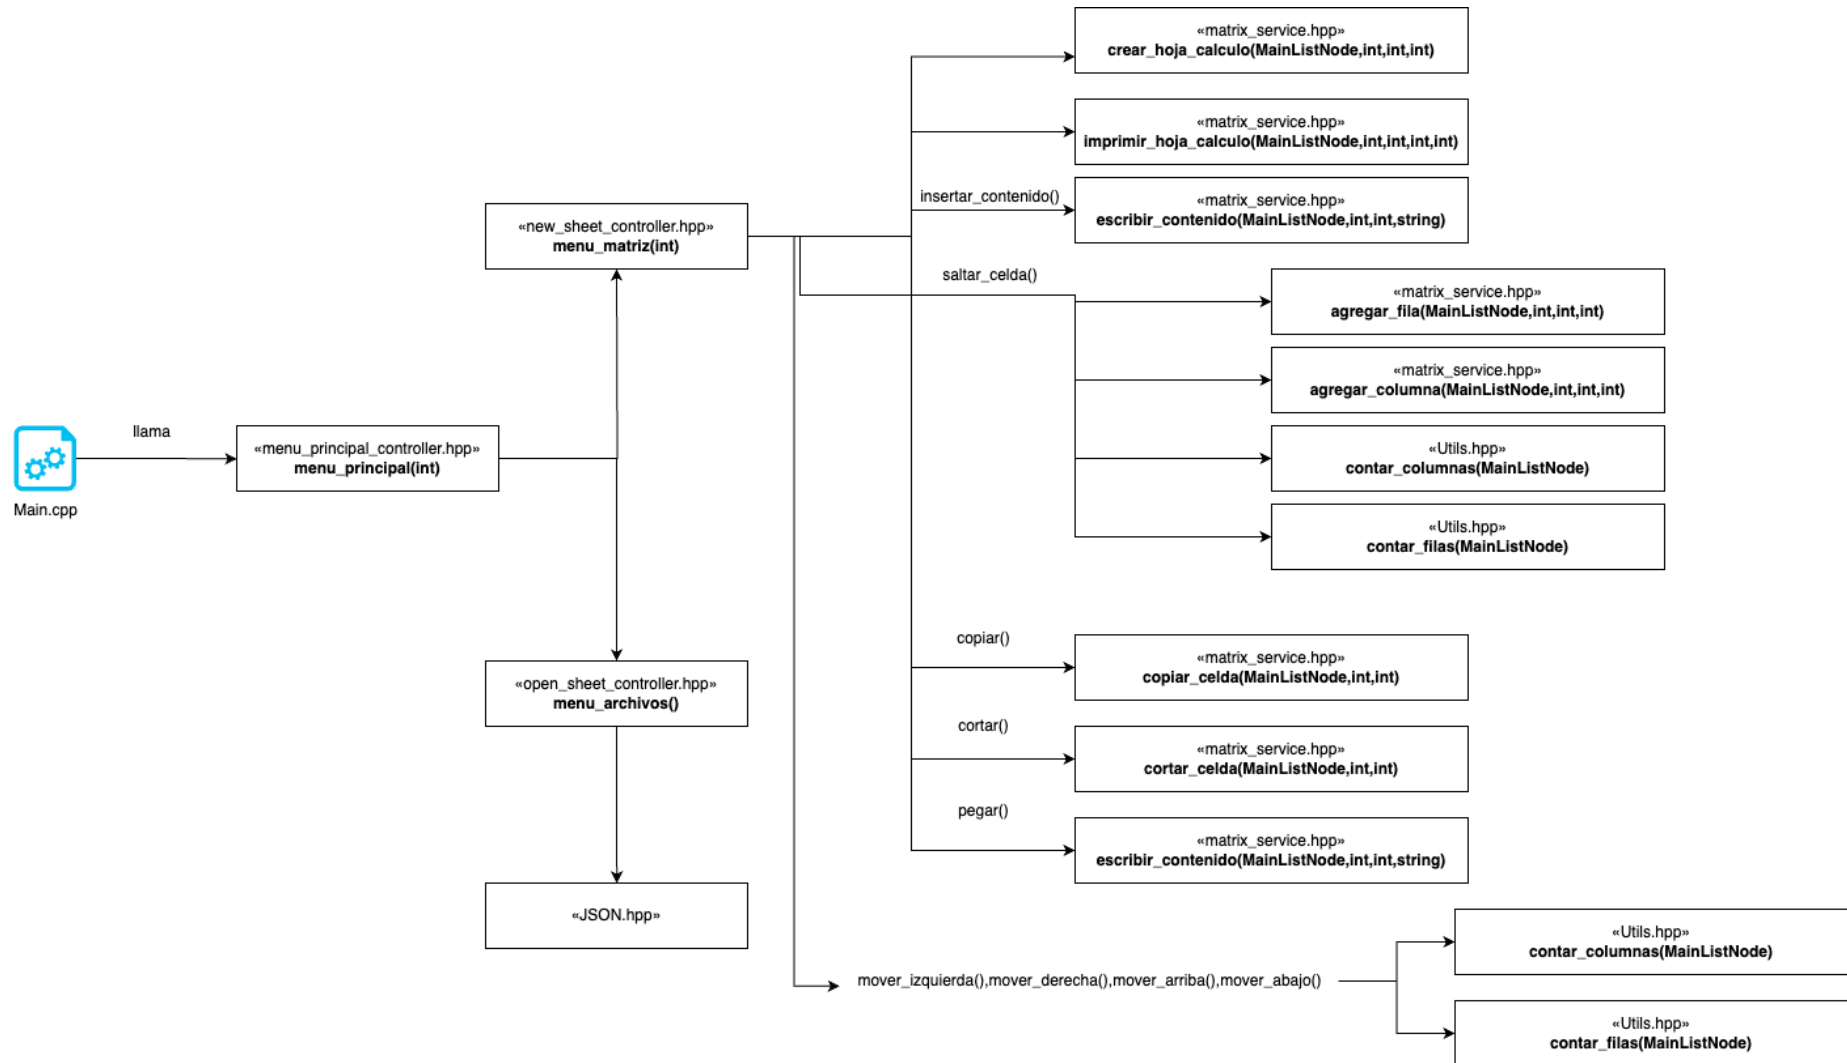 «matrix_service.hpp»
crear_hoja_calculo(MainListNode,int,int,int)
«matrix_service.hpp»
imprimir_hoja_calculo(MainListNode,int,int,int,int)
insertar_contenido()
«matrix_service.hpp»
escribir_contenido(MainListNode,int,int,string)
«new_sheet_controller.hpp»
menu_matriz(int)
saltar_celda()
«matrix_service.hpp»
agregar_fila(MainListNode,int,int,int)
«matrix_service.hpp»
agregar_columna(MainListNode,int,int,int)
llama
«menu_principal_controller.hpp»
menu_principal(int)
Main.cpp
«Utils.hpp»
contar_columnas(MainListNode)
«Utils.hpp»
contar_filas(MainListNode)
copiar()
«matrix_service.hpp»
copiar_celda(MainListNode,int,int)
«open_sheet_controller.hpp»
menu_archivos()
cortar()
«matrix_service.hpp»
cortar_celda(MainListNode,int,int)
pegar()
«matrix_service.hpp»
escribir_contenido(MainListNode,int,int,string)
«JSON.hpp»
mover_izquierda(),mover_derecha(),mover_arriba(),mover_abajo()
«Utils.hpp»
contar_columnas(MainListNode)
«Utils.hpp»
contar_filas(MainListNode)